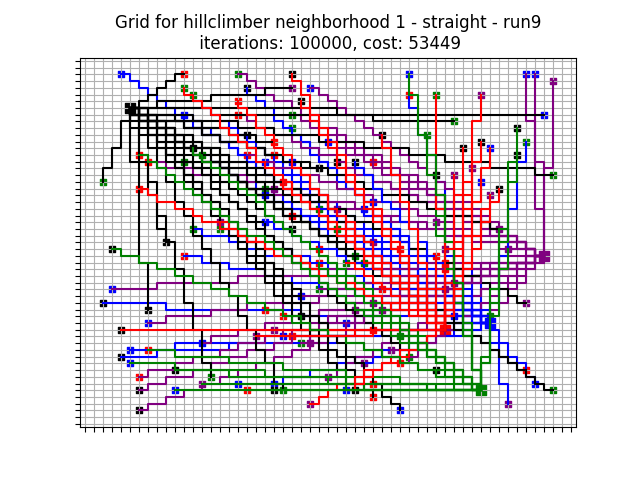 Grid for hillclimber neighborhood 1 - straight - run9
iterations: 100000, cost: 53449